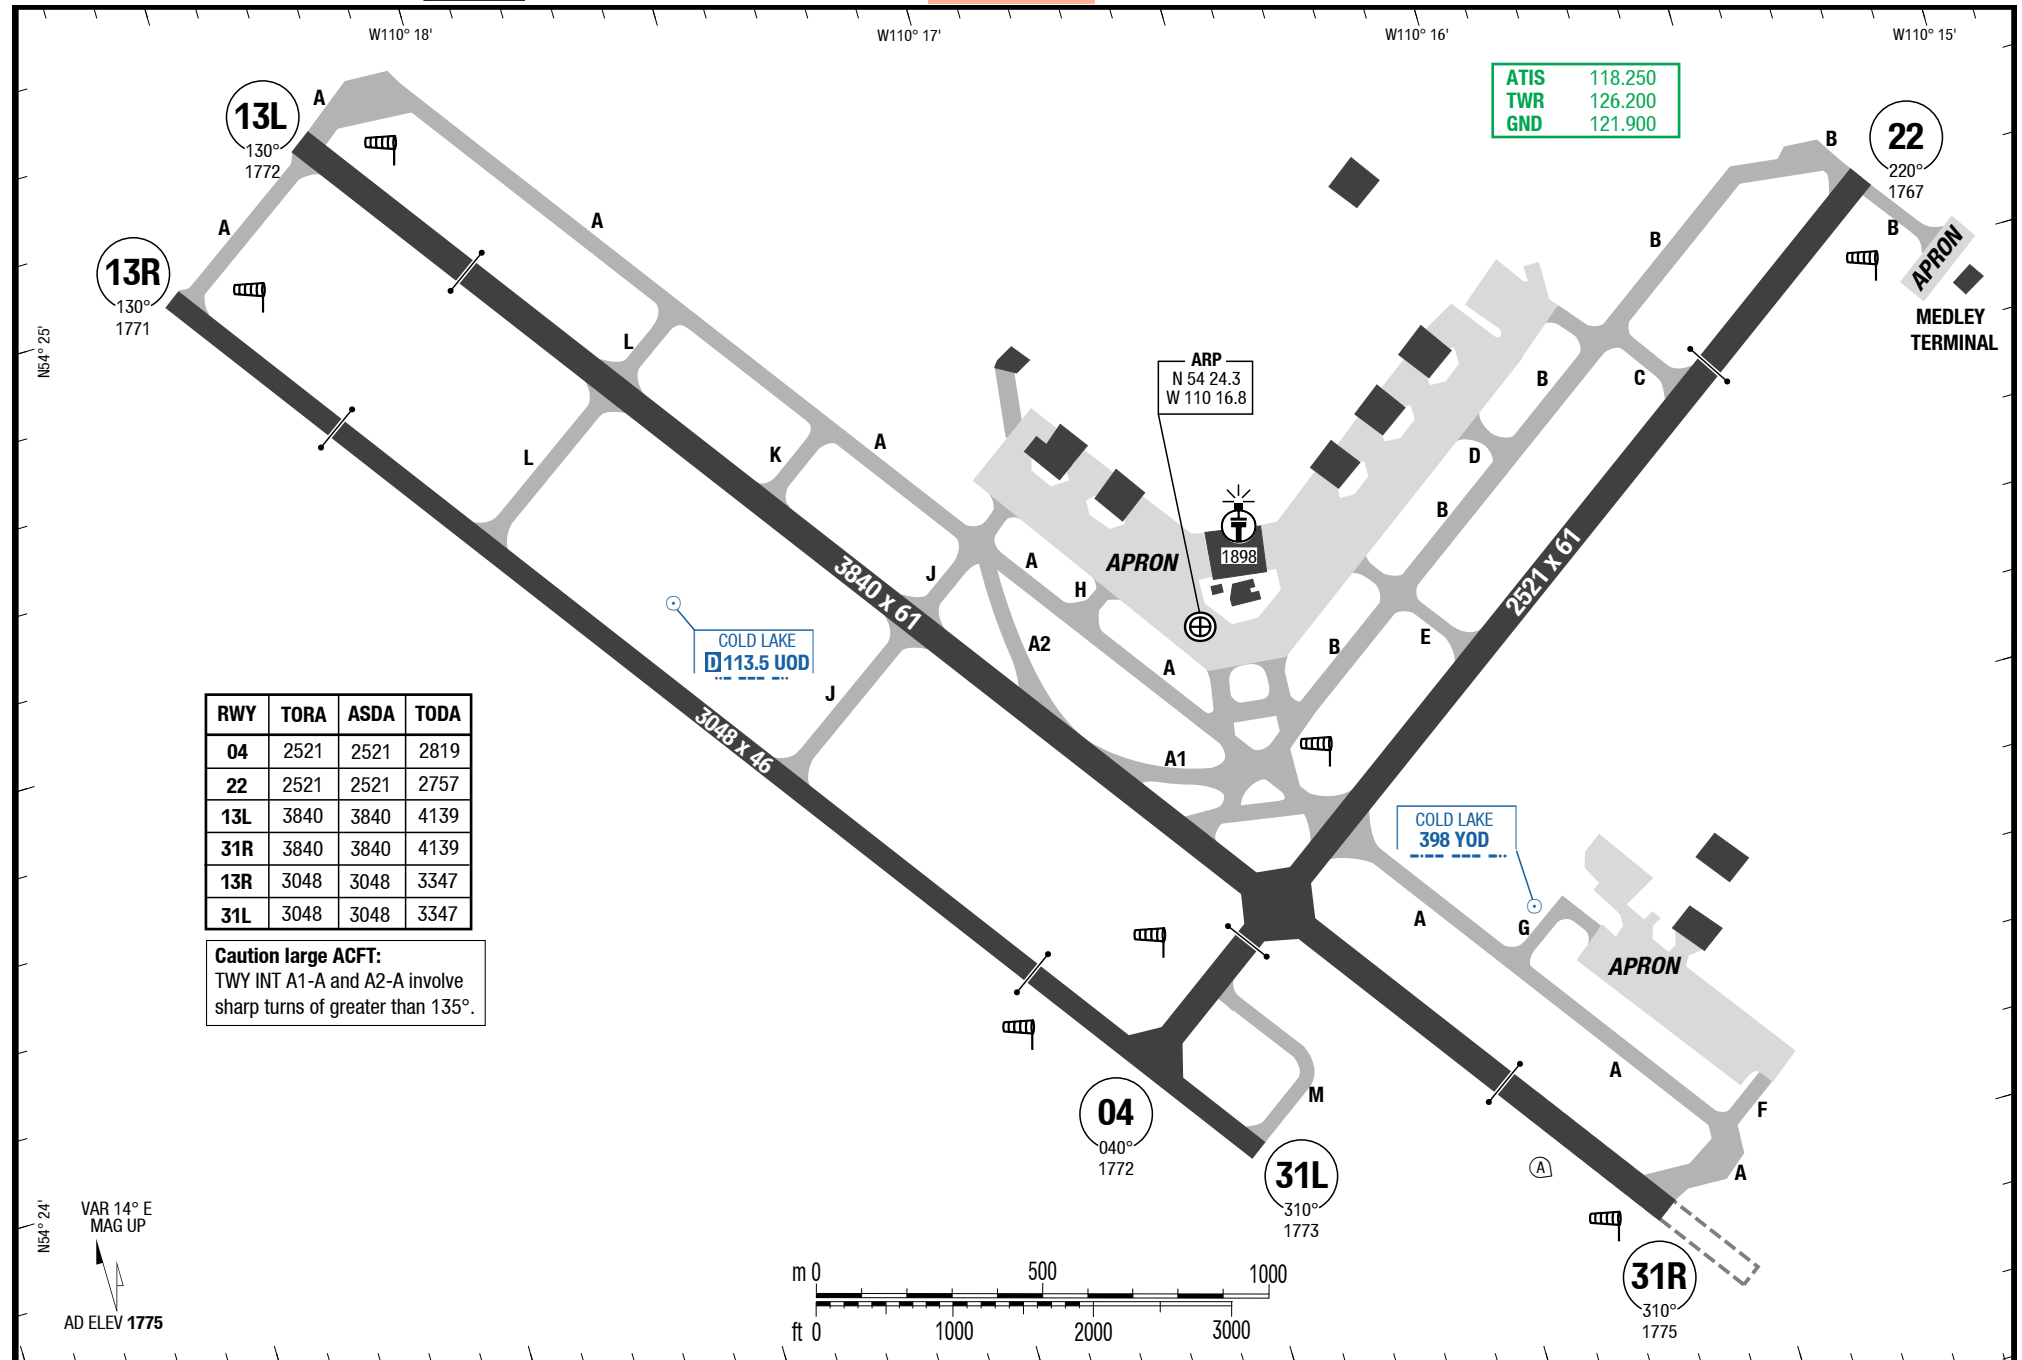 W110° 18'
W110° 17'
W110° 16'
W110° 15'
ATIS 118.250
TWR 126.200
GND 121.900
13L
130°
1772
A
A
13R
130°
1771
A
22
220°
1767
B
B
B
APRON
MEDLEY
TERMINAL
N54° 25'
L
L
K
A
J
J
ARP
N 54 24.3
W 110 16.8
B
C
D
B
1898
APRON
A
H
A2
A
A1
B
E
3840 x 61
2521 x 61
3048 x 46
COLD LAKE
D 113.5 UOD
COLD LAKE
398 YOD
RWY TORA ASDA TODA
04 2521 2521 2819
22 2521 2521 2757
13L 3840 3840 4139
31R 3840 3840 4139
13R 3048 3048 3347
31L 3048 3048 3347
Caution large ACFT:
TWY INT A1-A and A2-A involve
sharp turns of greater than 135°.
A
G
APRON
A
F
A
M
A
04
040°
1772
31L
310°
1773
31R
310°
1775
N54° 24'
VAR 14° E
MAG UP
AD ELEV 1775
m 0 500 1000
ft 0 1000 2000 3000